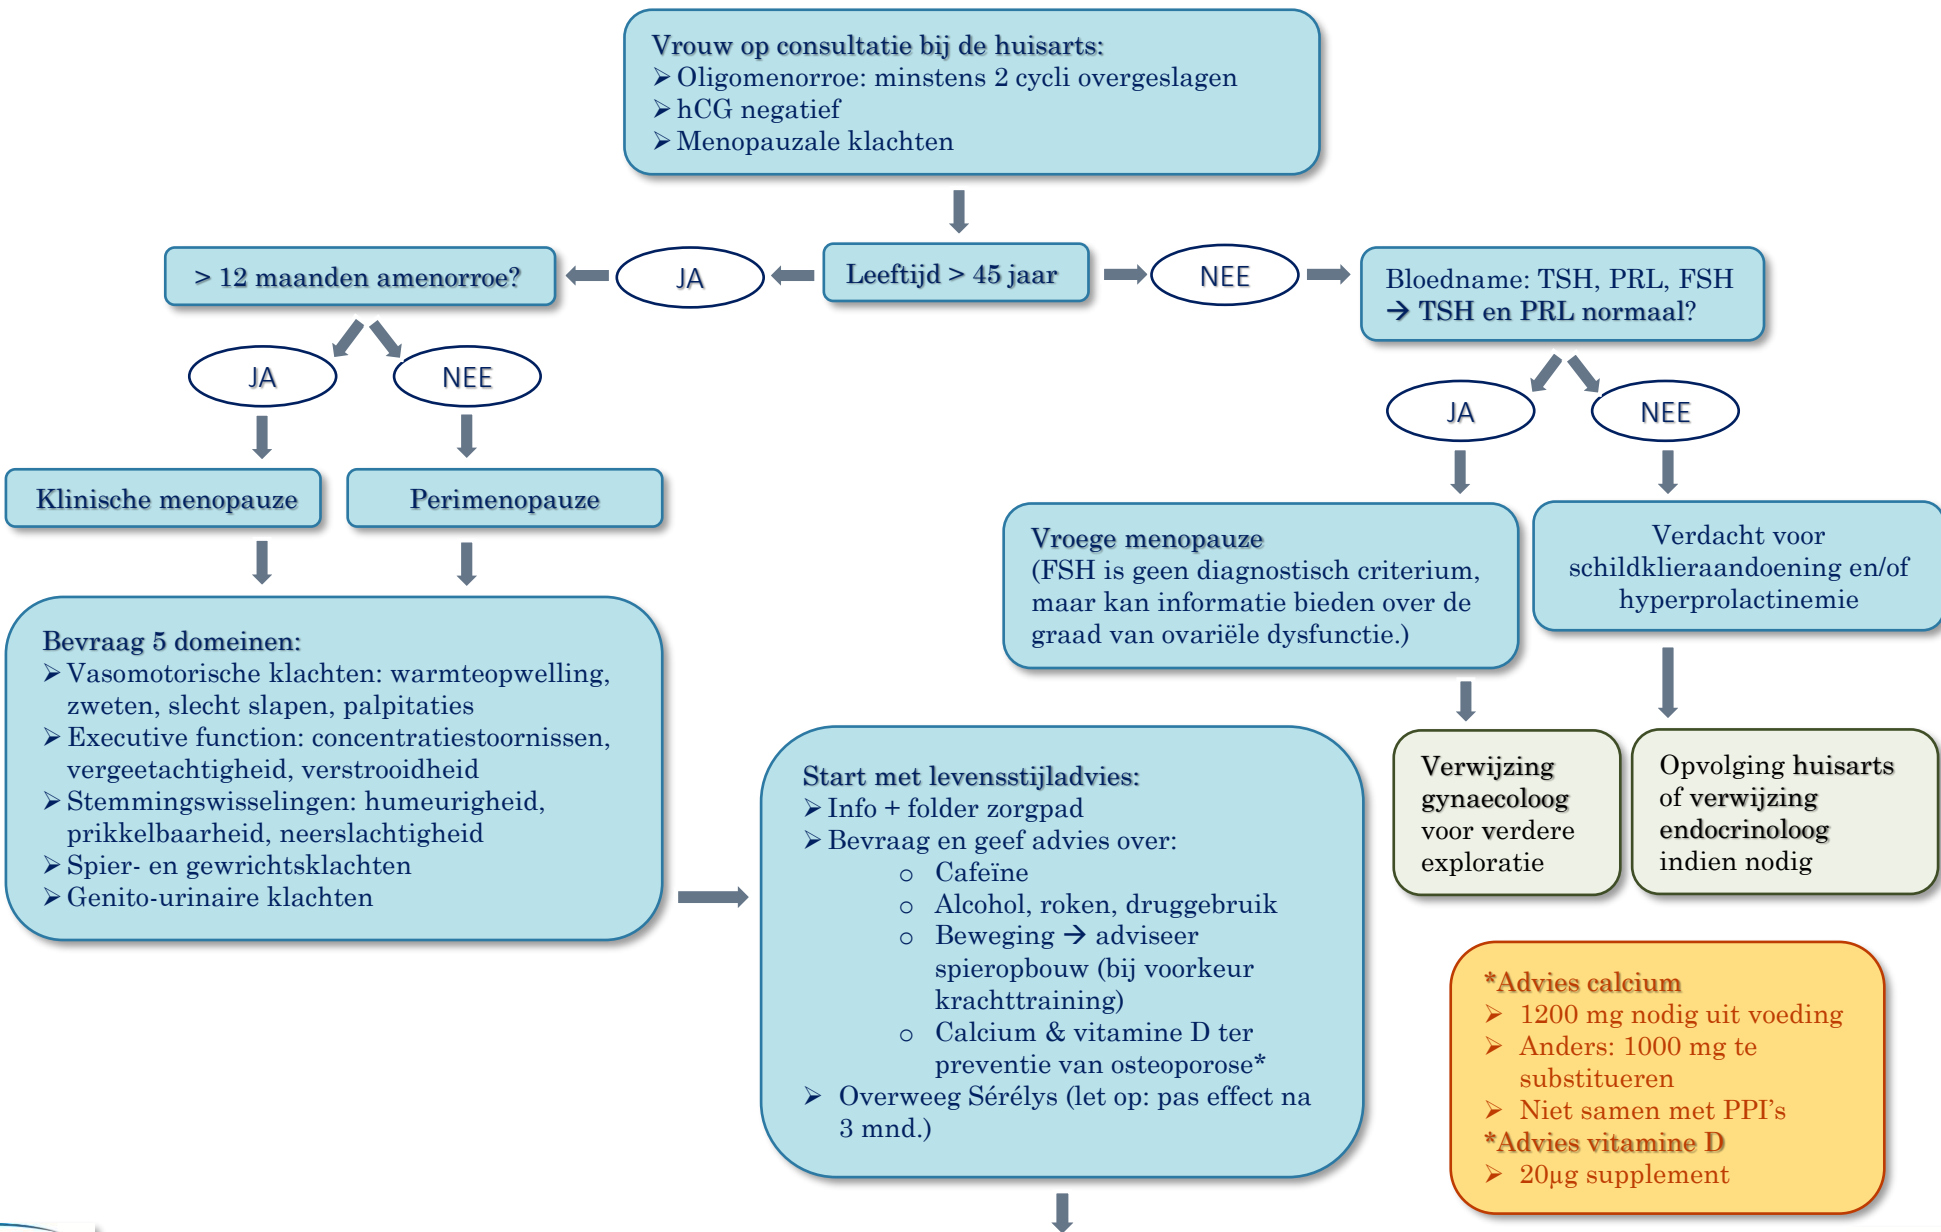 Vrouw op consultatie bij de huisarts:
➢ Oligomenorroe: minstens 2 cycli overgeslagen
➢ hCG negatief
➢ Menopauzale klachten
> 12 maanden amenorroe?
JA
Leeftijd > 45 jaar
NEE
Bloedname: TSH, PRL, FSH
→ TSH en PRL normaal?
JA
NEE
JA
NEE
Klinische menopauze
Perimenopauze
Vroege menopauze
(FSH is geen diagnostisch criterium,
maar kan informatie bieden over de
graad van ovariële dysfunctie.)
Verdacht voor
schildklieraandoening en/of
hyperprolactinemie
Bevraag 5 domeinen:
➢ Vasomotorische klachten: warmteopwelling,
zweten, slecht slapen, palpitaties
➢ Executive function: concentratiestoornissen,
vergeetachtigheid, verstrooidheid
➢ Stemmingswisselingen: humeurigheid,
prikkelbaarheid, neerslachtigheid
➢ Spier- en gewrichtsklachten
➢ Genito-urinaire klachten
Start met levensstijladvies:
➢ Info + folder zorgpad
➢ Bevraag en geef advies over:
o Cafeïne
o Alcohol, roken, druggebruik
o Beweging → adviseer
spieropbouw (bij voorkeur
krachttraining)
o Calcium & vitamine D ter
preventie van osteoporose*
➢ Overweeg Sérélys (let op: pas effect na
3 mnd.)
Verwijzing
gynaecoloog
voor verdere
exploratie
Opvolging huisarts
of verwijzing
endocrinoloog
indien nodig
*Advies calcium
➢ 1200 mg nodig uit voeding
➢ Anders: 1000 mg te
substitueren
➢ Niet samen met PPI's
*Advies vitamine D
➢ 20µg supplement